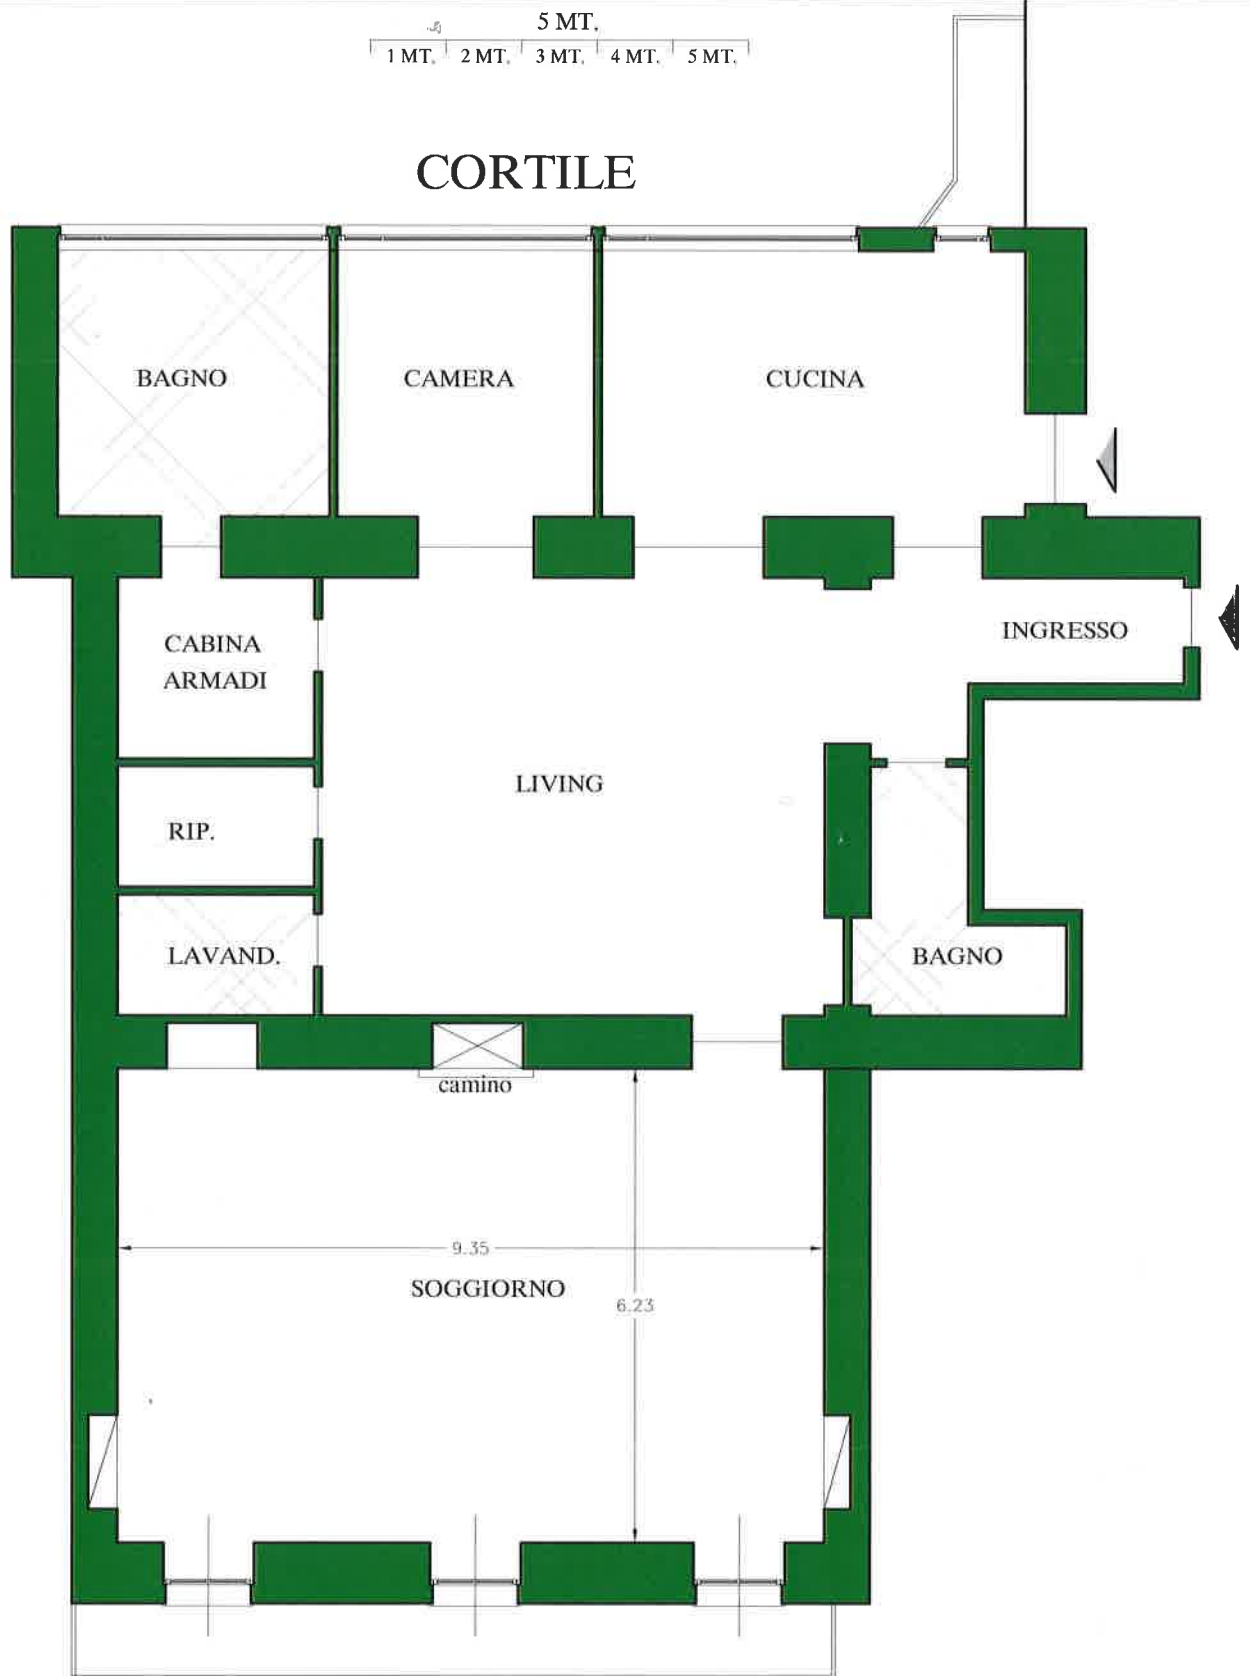 5 MT.
1 MT. 2 MT. 3 MT. 4 MT. 5 MT.
CORTILE
BAGNO CAMERA CUCINA
INGRESSO
CABINA
ARMADI
LIVING
RIP.
LAVAND. BAGNO
camino
9.35
SOGGIORNO
6.23